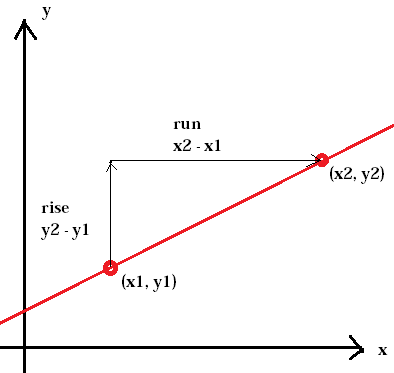 y
run
x2 - x1
(x2, y2)
rise
y2 - y1
(x1, y1)
x